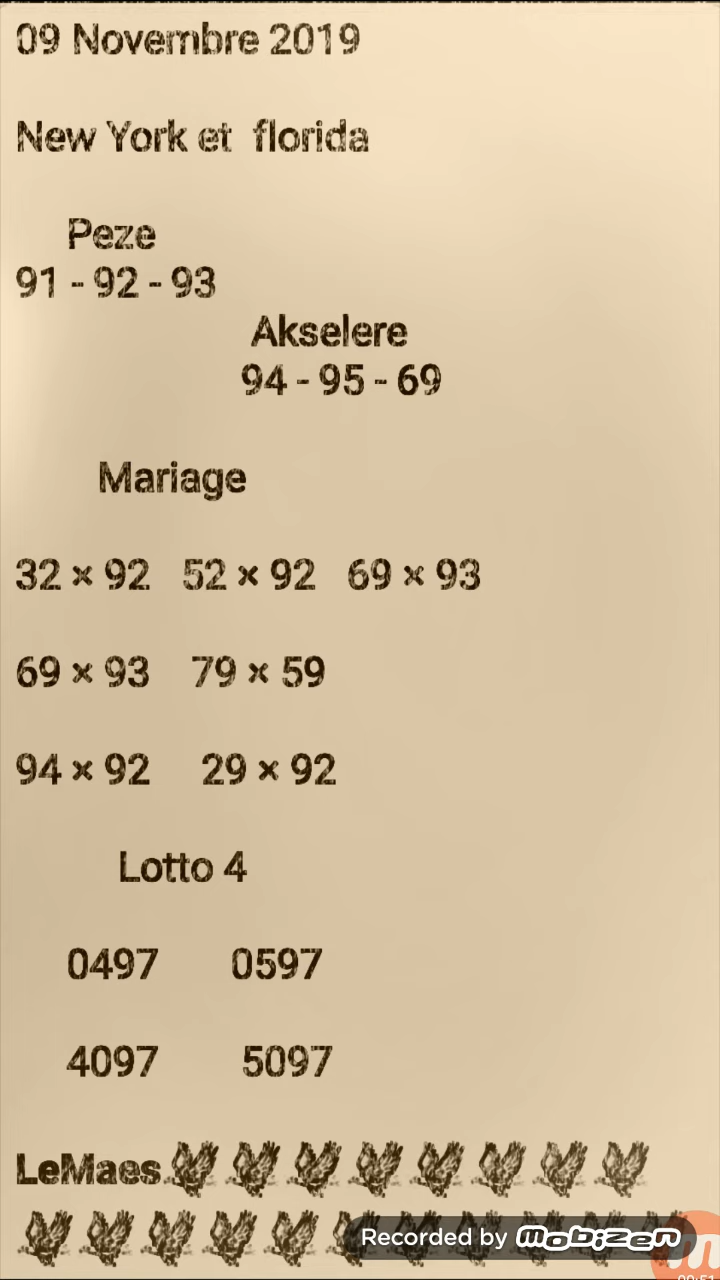 09 Novembre 2019
New York et florida
Peze
91 - 92 - 93
Akselere
94 - 95 - 69
Mariage
32 × 92 52 × 92 69 × 93
69 × 93 79 × 59
94 × 92 29 × 92
Lotto 4
0497 0597
4097 5097
LeMaes
Recorded by mobizen